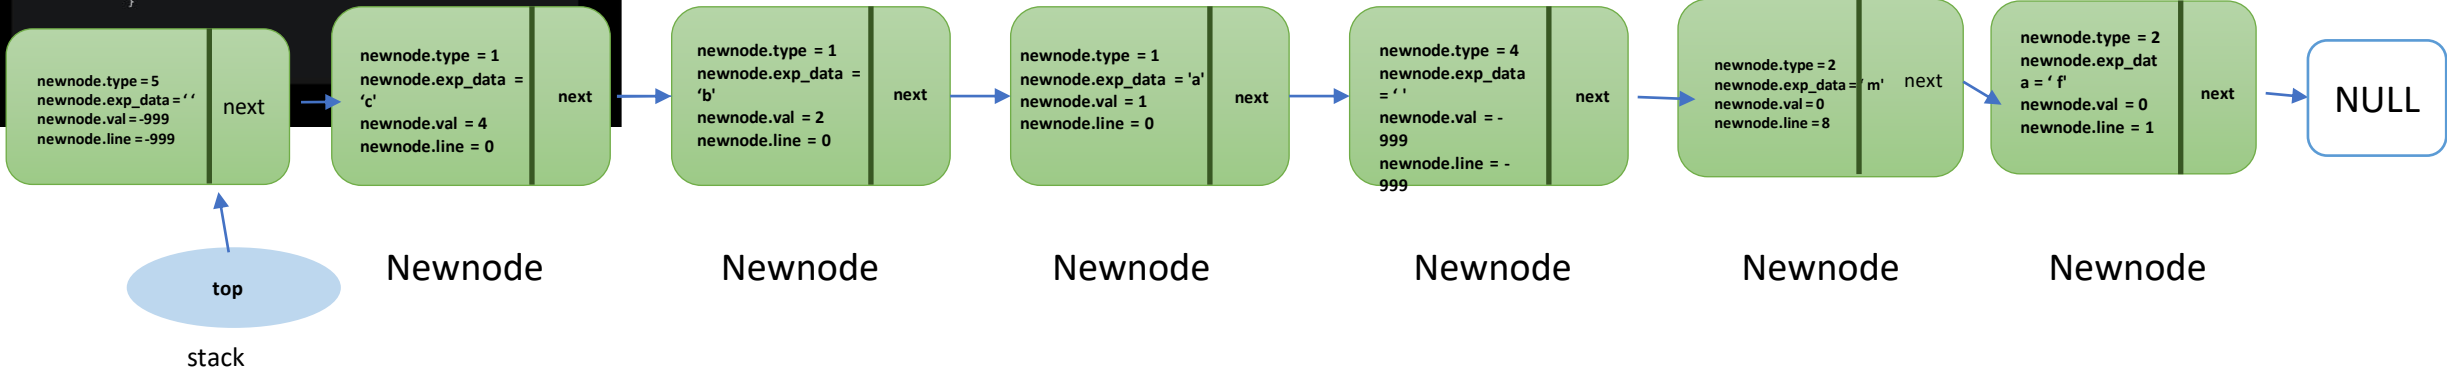 }
newnode.type = 5
newnode.exp_data = ‘ ‘
newnode.val = -999
newnode.line = -999
next
newnode.type = 1
newnode.exp_data =
‘c'
newnode.val = 4
newnode.line = 0
next
newnode.type = 1
newnode.exp_data =
‘b'
newnode.val = 2
newnode.line = 0
next
newnode.type = 1
newnode.exp_data = 'a'
newnode.val = 1
newnode.line = 0
next
newnode.type = 4
newnode.exp_data
= ‘ '
newnode.val = -
999
newnode.line = -
999
next
newnode.type = 2
newnode.exp_data = ‘ m'
newnode.val = 0
newnode.line = 8
next
newnode.type = 2
newnode.exp_dat
a = ‘ f'
newnode.val = 0
newnode.line = 1
next
NULL
top
stack
Newnode
Newnode
Newnode
Newnode
Newnode
Newnode